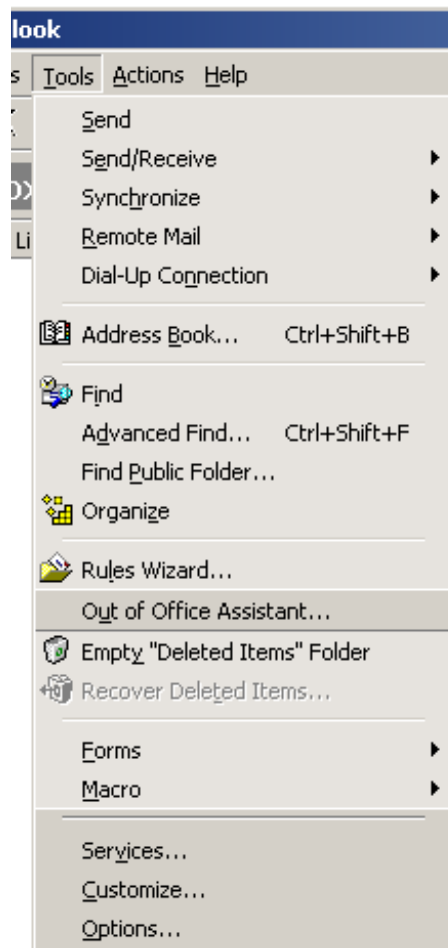 look
s Tools Actions Help
Send
Send/Receive
Synchronize
Li Remote Mail
Dial-Up Connection
Address Book... Ctrl+Shift+B
Find
Advanced Find... Ctrl+Shift+F
Find Public Folder...
Organize
Rules Wizard...
Out of Office Assistant...
Empty "Deleted Items" Folder
Recover Deleted Items...
Forms
Macro
Services...
Customize...
Options...